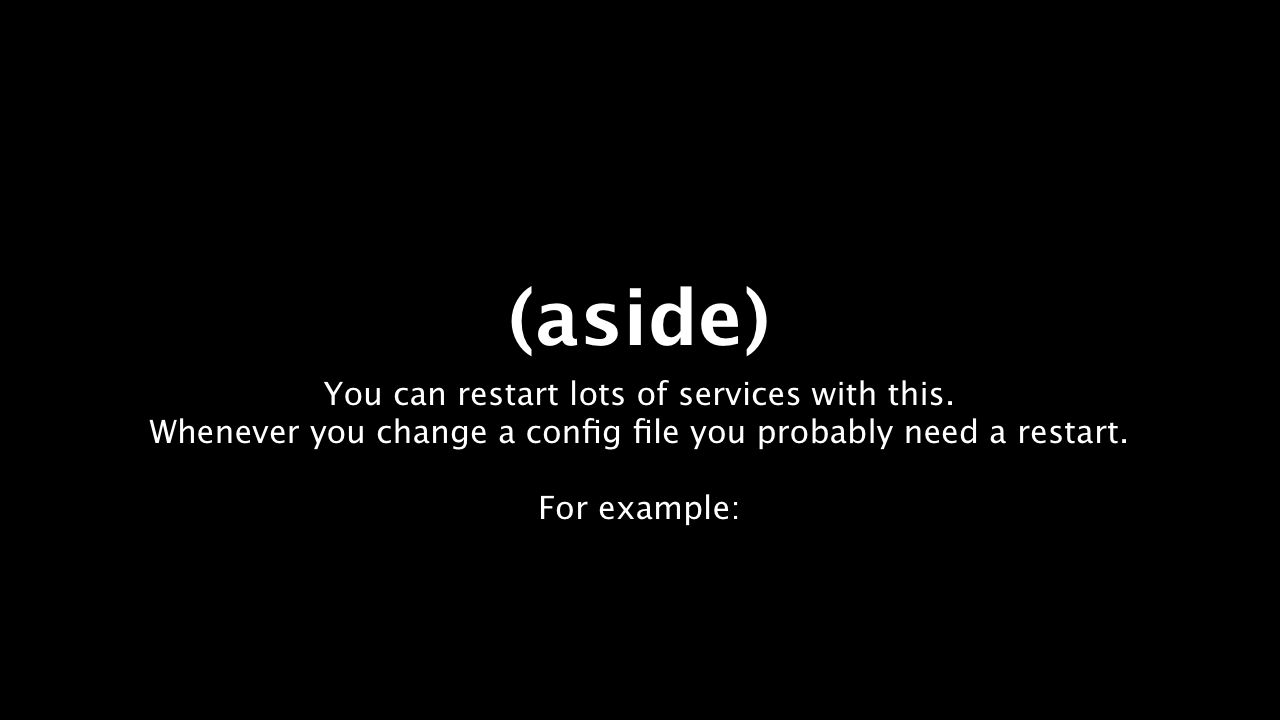 (aside)
You can restart lots of services with this.
Whenever you change a config file you probably need a restart.
For example: